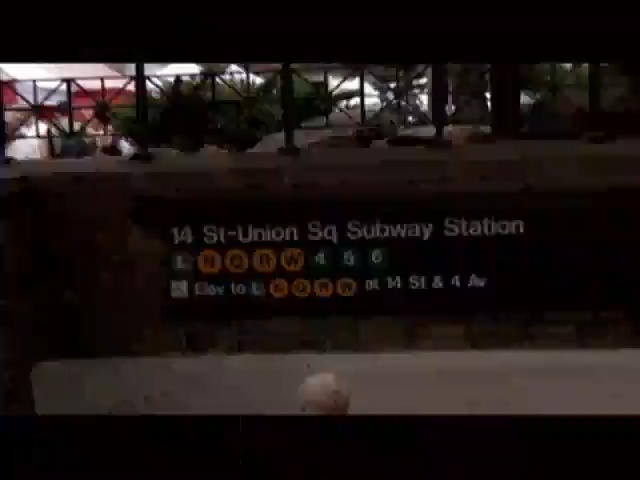 14 St-Union Sq Subway Station
L N Q R W 4 5 6
Elev to L N Q R W at 14 St & 4 Av